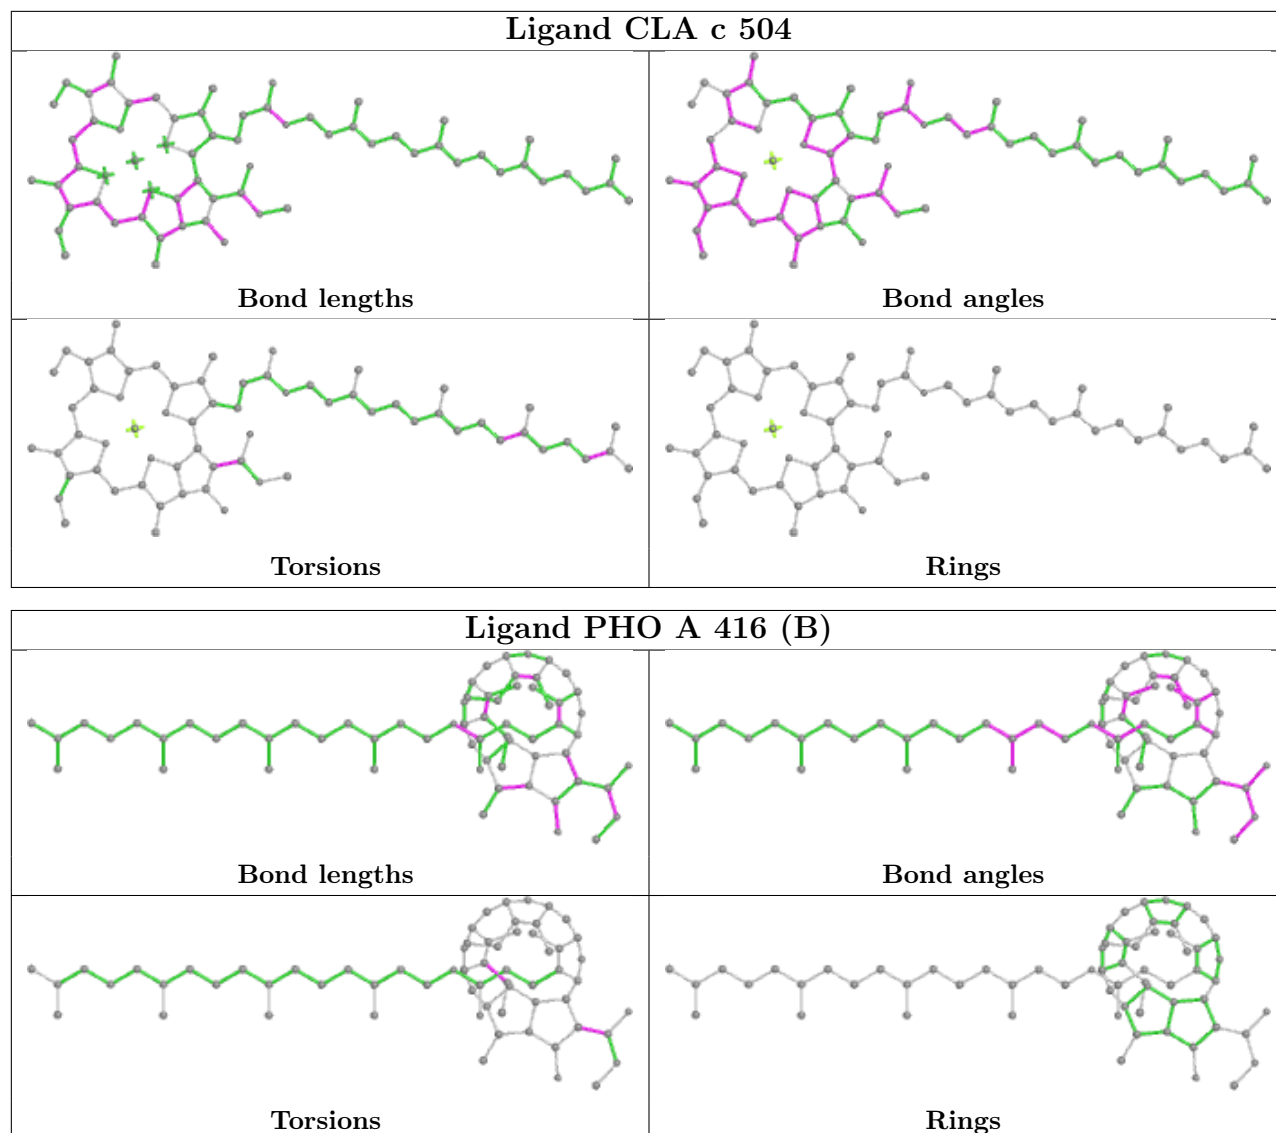 Ligand CLA c 504
Bond lengths
Bond angles
Torsions
Rings
Ligand PHO A 416 (B)
Bond lengths
Bond angles
Torsions
Rings